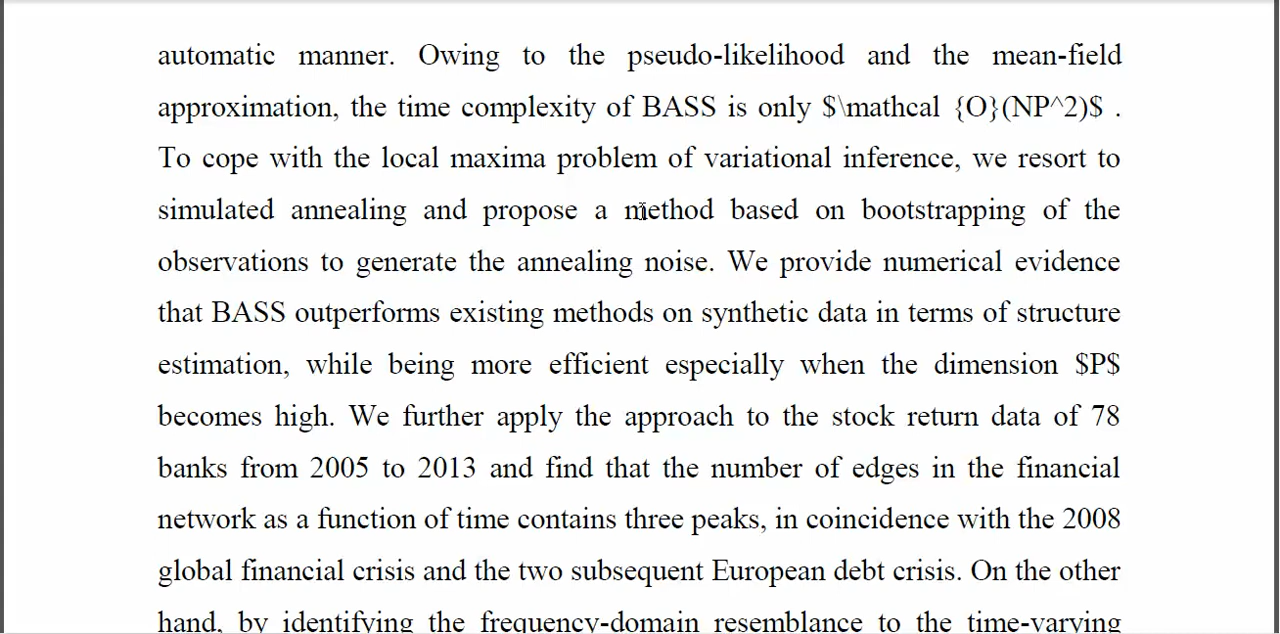 automatic manner. Owing to the pseudo-likelihood and the mean-field
approximation, the time complexity of BASS is only $\mathcal {O}(NP^2)$ .
To cope with the local maxima problem of variational inference, we resort to
simulated annealing and propose a method based on bootstrapping of the
observations to generate the annealing noise. We provide numerical evidence
that BASS outperforms existing methods on synthetic data in terms of structure
estimation, while being more efficient especially when the dimension $P$
becomes high. We further apply the approach to the stock return data of 78
banks from 2005 to 2013 and find that the number of edges in the financial
network as a function of time contains three peaks, in coincidence with the 2008
global financial crisis and the two subsequent European debt crisis. On the other
hand, by identifying the frequency-domain resemblance to the time-varying